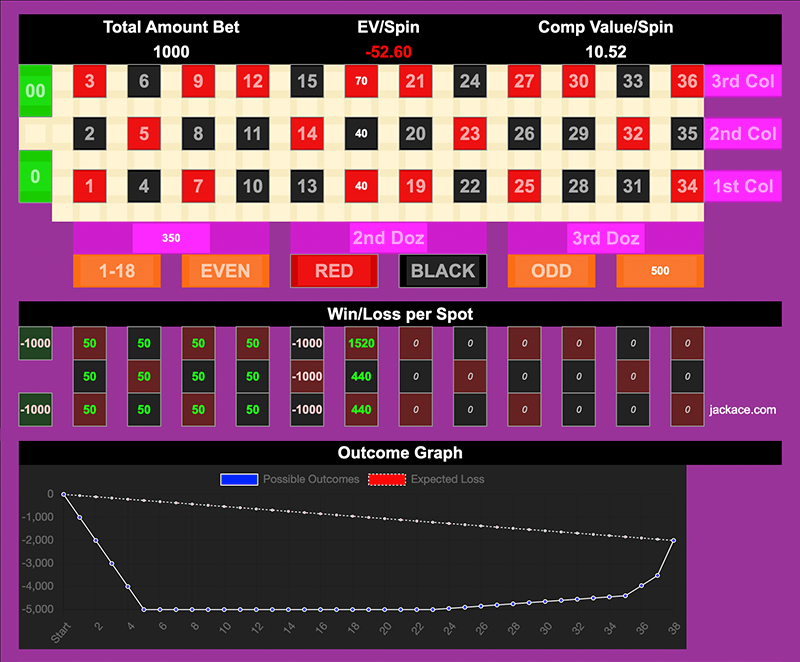 Total Amount Bet EV/Spin Comp Value/Spin
1000 -52.60 10.52
00 3 6 9 12 15 70 21 24 27 30 33 36 3rd Col
2 5 8 11 14 40 20 23 26 29 32 35 2nd Col
0 1 4 7 10 13 40 19 22 25 28 31 34 1st Col
350 2nd Doz 3rd Doz
1-18 EVEN RED BLACK ODD 500
Win/Loss per Spot
-1000 50 50 50 50 -1000 1520 0 0 0 0 0 0
50 50 50 50 -1000 440 0 0 0 0 0 0
-1000 50 50 50 50 -1000 440 0 0 0 0 0 0 jackace.com
Outcome Graph
Possible Outcomes Expected Loss
0
-1,000
-2,000
-3,000
-4,000
-5,000
Start 2 4 6 8 10 12 14 16 18 20 22 24 26 28 30 32 34 36 38